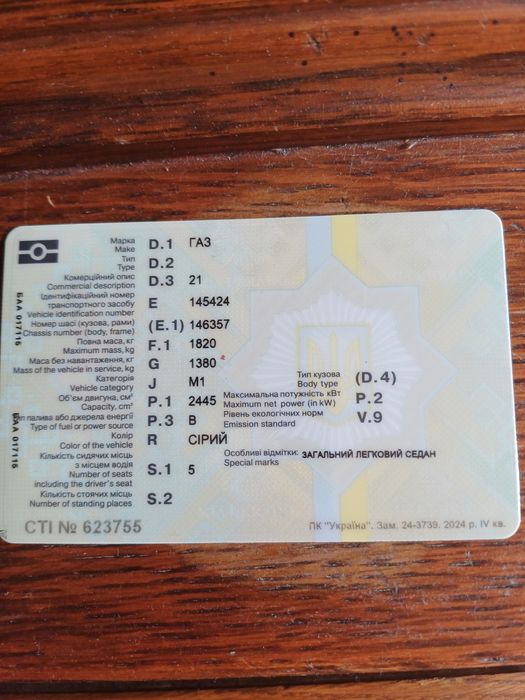 Марка D.1 ГАЗ
Make
Тип D.2
Type
Комерційний опис D.3 21
Commercial description
Ідентифікаційний номер
транспортного засобу E 145424
Vehicle identification number
Номер шасі (кузова, рами) (E.1) 146357
Chassis number (body, frame)
Повна маса, кг F.1 1820
Maximum mass, kg
Маса без навантаження, кг G 1380
Mass of the vehicle in service, kg
Категорія J M1
Vehicle category
Об'єм двигуна, см³ P.1 2445
Capacity, cm³
Тип палива або джерела енергії P.3 B
Type of fuel or power source
Колір R СІРИЙ
Color of the vehicle
Кількість сидячих місць
з місцем водія S.1 5
Number of seats
including the driver's seat
Кількість стоячих місць S.2
Number of standing places
Тип кузова (D.4)
Body type
Максимальна потужність кВт P.2
Maximum net power (in kW)
Рівень екологічних норм V.9
Emission standard
Особливі відмітки: ЗАГАЛЬНИЙ ЛЕГКОВИЙ СЕДАН
Special marks
СТІ № 623755
ПК "Україна". Зам. 24-3739. 2024 р. IV кв.
БАА 017116
БАА 017116